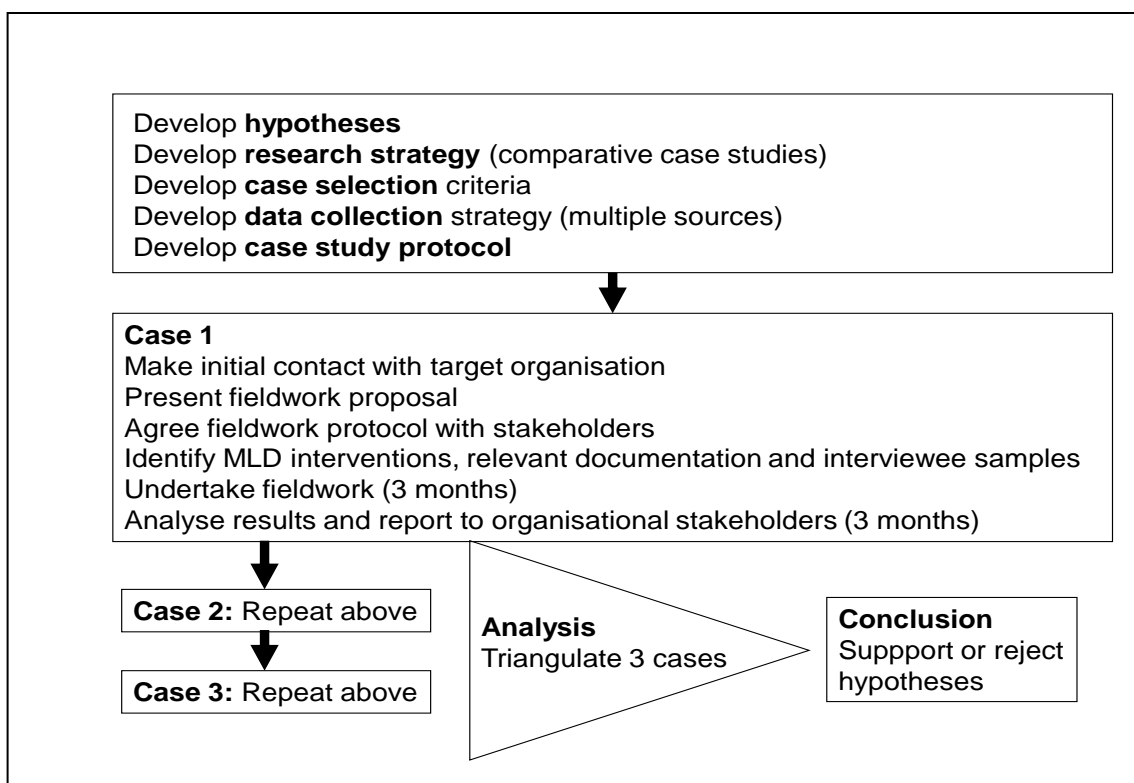 Develop hypotheses
Develop research strategy (comparative case studies)
Develop case selection criteria
Develop data collection strategy (multiple sources)
Develop case study protocol
Case 1
Make initial contact with target organisation
Present fieldwork proposal
Agree fieldwork protocol with stakeholders
Identify MLD interventions, relevant documentation and interviewee samples
Undertake fieldwork (3 months)
Analyse results and report to organisational stakeholders (3 months)
Case 2: Repeat above
Case 3: Repeat above
Analysis
Triangulate 3 cases
Conclusion
Suppport or reject
hypotheses